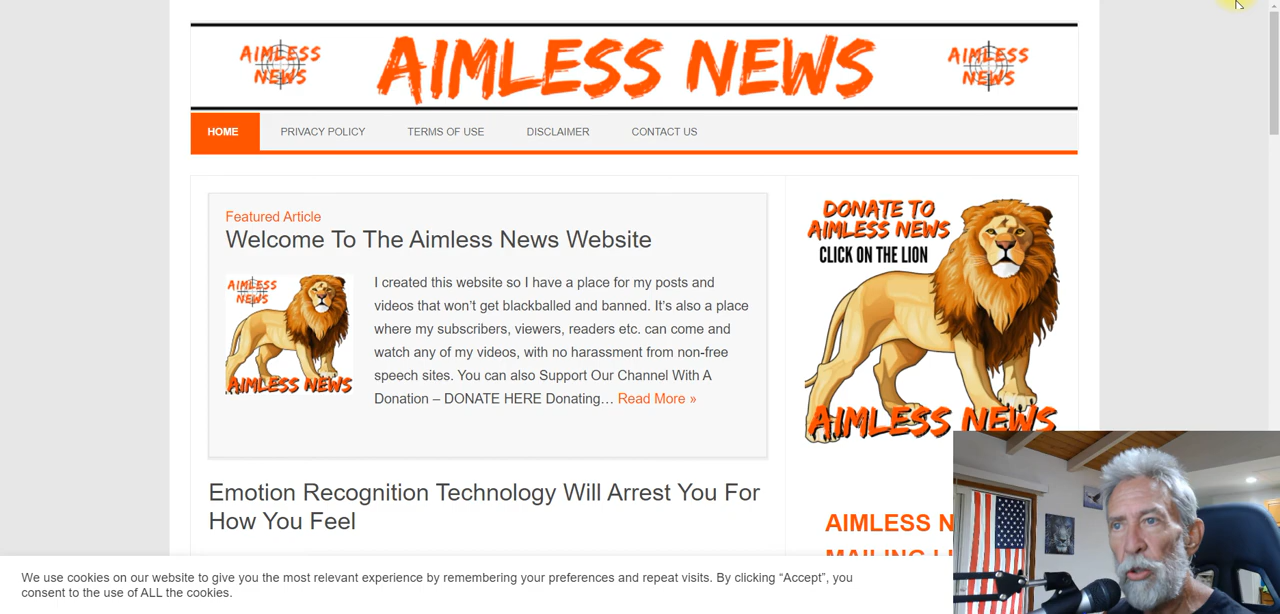 AIMLESS NEWS
AIMLESS
NEWS
AIMLESS
NEWS
HOME
PRIVACY POLICY
TERMS OF USE
DISCLAIMER
CONTACT US
Featured Article
Welcome To The Aimless News Website
AIMLESS
NEWS
AIMLESS NEWS
I created this website so I have a place for my posts and
videos that won’t get blackballed and banned. It’s also a place
where my subscribers, viewers, readers etc. can come and
watch any of my videos, with no harassment from non-free
speech sites. You can also Support Our Channel With A
Donation – DONATE HERE Donating… Read More »
Emotion Recognition Technology Will Arrest You For
How You Feel
DONATE TO
AIMLESS NEWS
CLICK ON THE LION
AIMLESS NEWS
AIMLESS N
MAILING LI
We use cookies on our website to give you the most relevant experience by remembering your preferences and repeat visits. By clicking “Accept”, you
consent to the use of ALL the cookies.